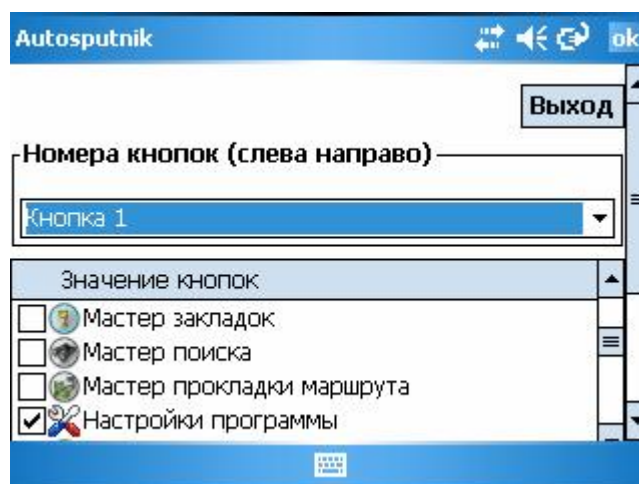 Autosputnik
ok
Выход
Номера кнопок (слева направо)
Кнопка 1
Значение кнопок
Мастер закладок
Мастер поиска
Мастер прокладки маршрута
Настройки программы